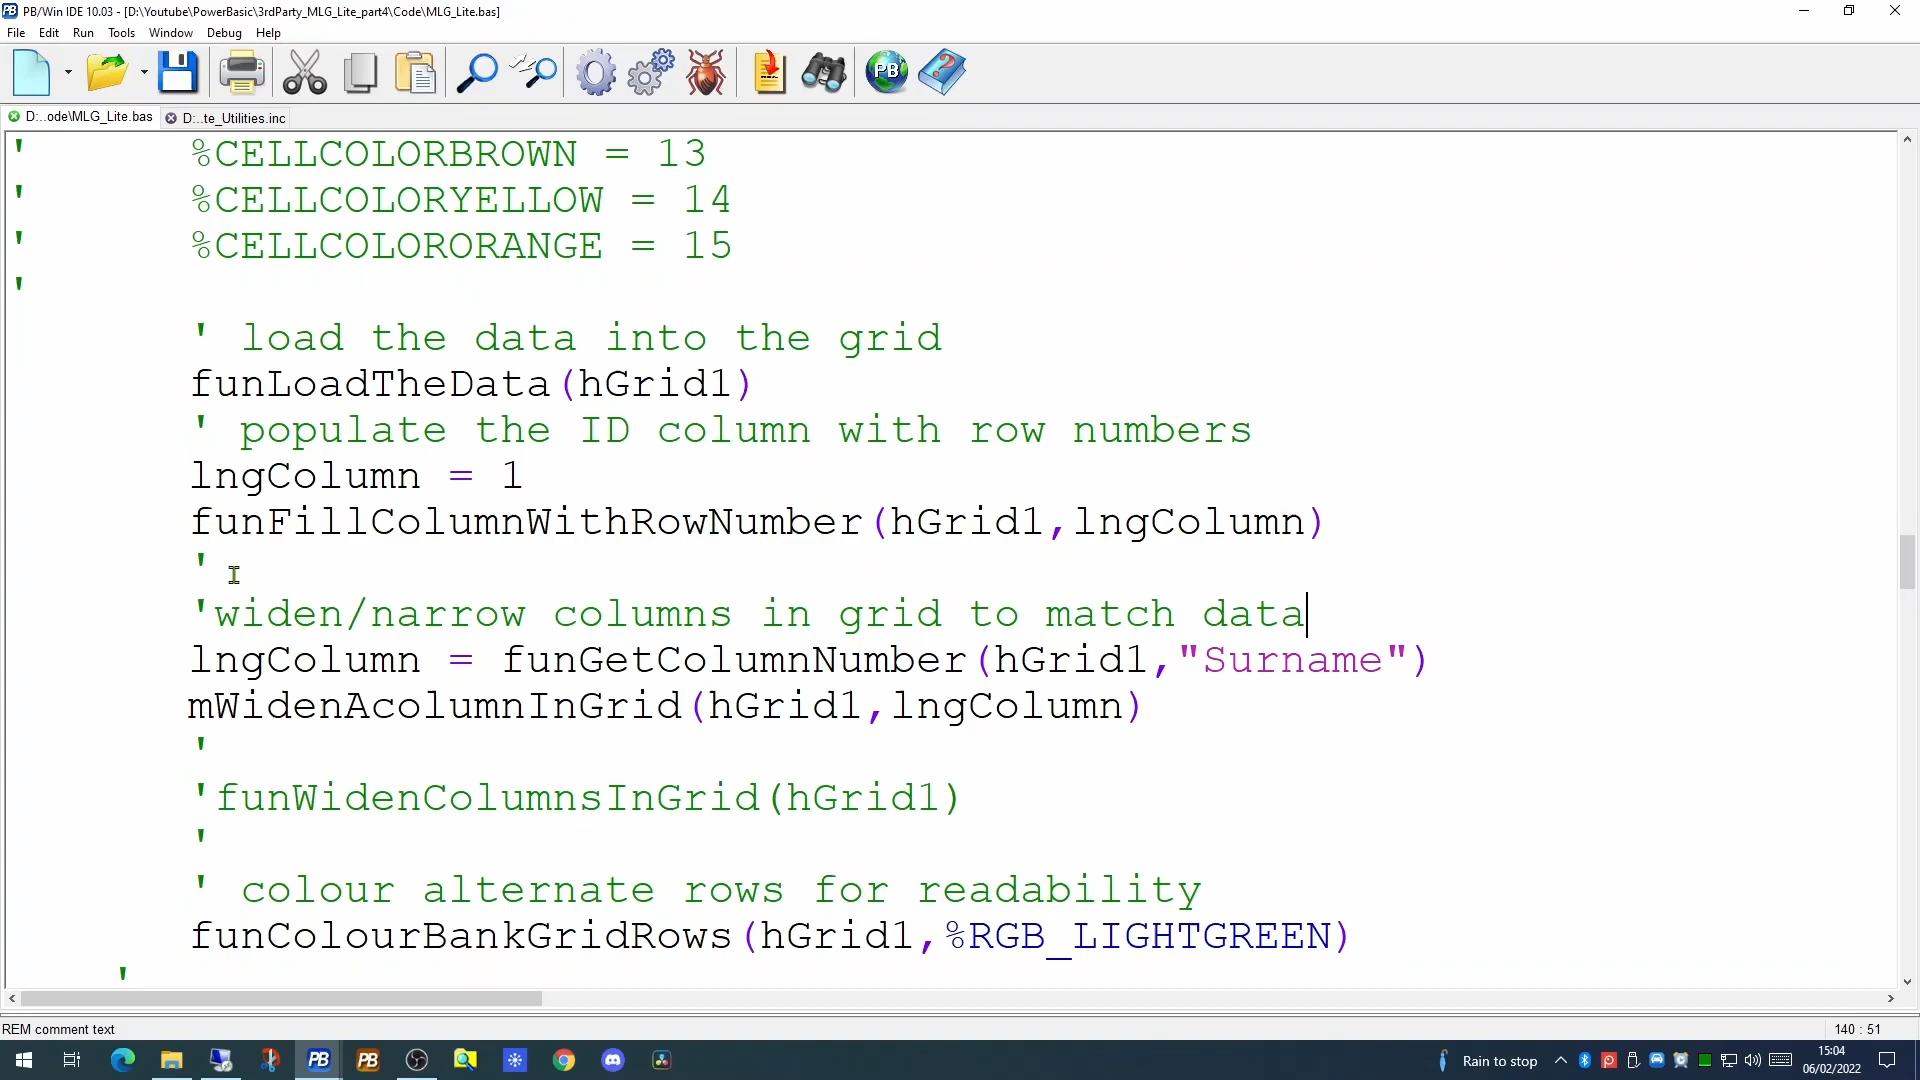 PB/Win IDE 10.03 - [D:\Youtube\PowerBasic\3rdParty_MLG_Lite_part4\Code\MLG_Lite.bas]
File Edit Run Tools Window Debug Help
PB
D:..ode\MLG_Lite.bas D:..te_Utilities.inc
' %CELLCOLORBROWN = 13
' %CELLCOLORYELLOW = 14
' %CELLCOLORORANGE = 15
'
' load the data into the grid
funLoadTheData(hGrid1)
' populate the ID column with row numbers
lngColumn = 1
funFillColumnWithRowNumber(hGrid1,lngColumn)
'
'widen/narrow columns in grid to match data
lngColumn = funGetColumnNumber(hGrid1,"Surname")
mWidenAcolumnInGrid(hGrid1,lngColumn)
'
'funWidenColumnsInGrid(hGrid1)
'
' colour alternate rows for readability
funColourBankGridRows(hGrid1,%RGB_LIGHTGREEN)
'
REM comment text 140 : 51
PB PB Rain to stop 15:04
06/02/2022